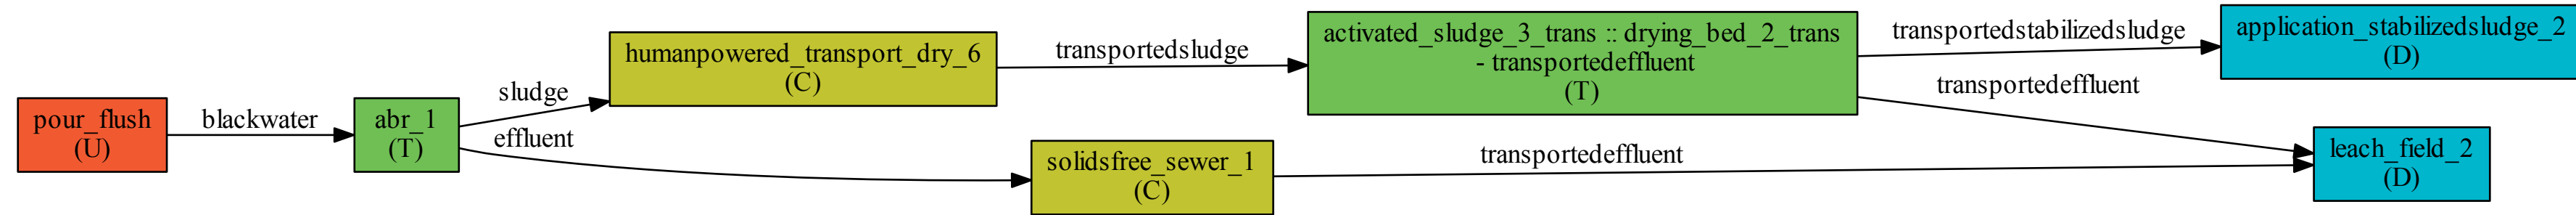 pour_flush
(U)
blackwater
abr_1
(T)
sludge
effluent
humanpowered_transport_dry_6
(C)
transportedsludge
solidsfree_sewer_1
(C)
transportedeffluent
activated_sludge_3_trans :: drying_bed_2_trans
- transportedeffluent
(T)
transportedstabilizedsludge
transportedeffluent
application_stabilizedsludge_2
(D)
leach_field_2
(D)